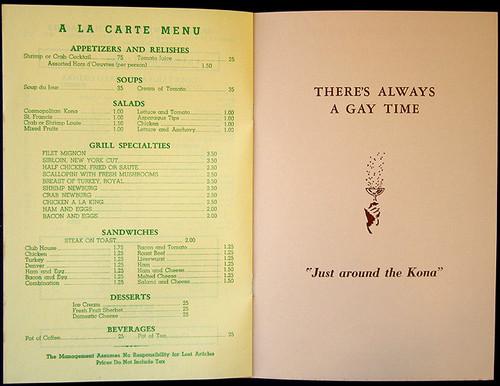 A LA CARTE MENU
APPETIZERS AND RELISHES
Shrimp or Crab Cocktail 75 Tomato Juice 25
Assorted Hors d'Oeuvres (per person) 1.50
SOUPS
Soup du Jour 35 Cream of Tomato 35
SALADS
Cosmopolitan Kona 1.00 Lettuce and Tomato 1.00
St. Francis 1.00 Asparagus Tips 1.00
Crab or Shrimp Louie 1.50 Chicken 1.50
Mixed Fruits 1.00 Lettuce and Anchovy 1.00
GRILL SPECIALTIES
FILET MIGNON 3.50
SIRLOIN, NEW YORK CUT 3.50
HALF CHICKEN, FRIED OR SAUTE 2.50
SCALLOPINI WITH FRESH MUSHROOMS 2.50
BREAST OF TURKEY, ROYAL 2.50
SHRIMP NEWBURG 2.50
CRAB NEWBURG 2.50
CHICKEN A LA KING 2.50
HAM AND EGGS 2.00
BACON AND EGGS 2.00
SANDWICHES
STEAK ON TOAST 2.00
Club House 1.75 Bacon and Tomato 1.25
Chicken 1.25 Roast Beef 1.25
Turkey 1.25 Liverwurst 1.25
Denver 1.25 Ham 1.25
Ham and Egg 1.25 Ham and Cheese 1.50
Bacon and Egg 1.25 Melted Cheese 1.25
Combination 1.25 Salami and Cheese 1.50
DESSERTS
Ice Cream 25
Fresh Fruit Sherbet 25
Domestic Cheese 25
BEVERAGES
Pot of Coffee 25 Pot of Tea 25
The Management Assumes No Responsibility for Lost Articles
Prices Do Not Include Tax
THERE'S ALWAYS
A GAY TIME
"Just around the Kona"